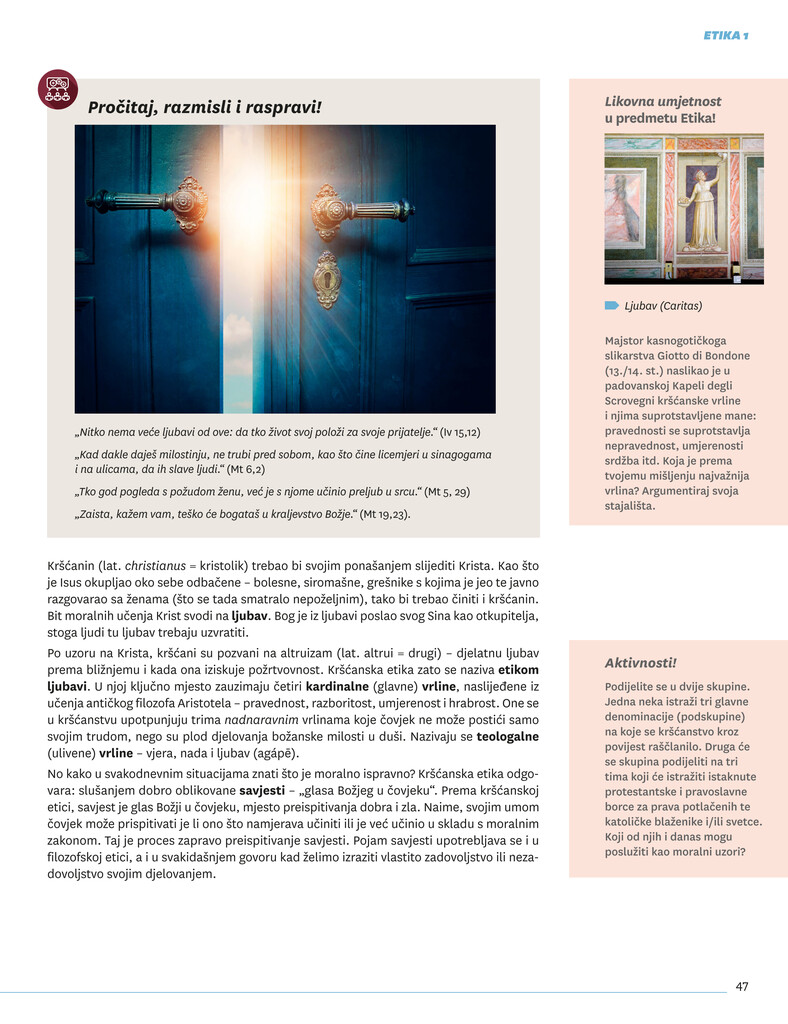 ETIKA 1
Pročitaj, razmisli i raspravi!
„Nitko nema veće ljubavi od ove: da tko život svoj položi za svoje prijatelje.“ (Iv 15,12)
„Kad dakle daješ milostinju, ne trubi pred sobom, kao što čine licemjeri u sinagogama
i na ulicama, da ih slave ljudi.“ (Mt 6,2)
„Tko god pogleda s požudom ženu, već je s njome učinio preljub u srcu.“ (Mt 5, 29)
„Zaista, kažem vam, teško će bogataš u kraljevstvo Božje.“ (Mt 19,23).
Kršćanin (lat. christianus = kristolik) trebao bi svojim ponašanjem slijediti Krista. Kao što
je Isus okupljao oko sebe odbačene – bolesne, siromašne, grešnike s kojima je jeo te javno
razgovarao sa ženama (što se tada smatralo nepoželjnim), tako bi trebao činiti i kršćanin.
Bit moralnih učenja Krist svodi na ljubav. Bog je iz ljubavi poslao svog Sina kao otkupitelja,
stoga ljudi tu ljubav trebaju uzvratiti.
Po uzoru na Krista, kršćani su pozvani na altruizam (lat. altrui = drugi) – djelatnu ljubav
prema bližnjemu i kada ona iziskuje požrtvovnost. Kršćanska etika zato se naziva etikom
ljubavi. U njoj ključno mjesto zauzimaju četiri kardinalne (glavne) vrline, naslijeđene iz
učenja antičkog filozofa Aristotela – pravednost, razboritost, umjerenost i hrabrost. One se
u kršćanstvu upotpunjuju trima nadnaravnim vrlinama koje čovjek ne može postići samo
svojim trudom, nego su plod djelovanja božanske milosti u duši. Nazivaju se teologalne
(ulivene) vrline – vjera, nada i ljubav (agápē).
No kako u svakodnevnim situacijama znati što je moralno ispravno? Kršćanska etika odgo-
vara: slušanjem dobro oblikovane savjesti – „glasa Božjeg u čovjeku“. Prema kršćanskoj
etici, savjest je glas Božji u čovjeku, mjesto preispitivanja dobra i zla. Naime, svojim umom
čovjek može prispitivati je li ono što namjerava učiniti ili je već učinio u skladu s moralnim
zakonom. Taj je proces zapravo preispitivanje savjesti. Pojam savjesti upotrebljava se i u
filozofskoj etici, a i u svakidašnjem govoru kad želimo izraziti vlastito zadovoljstvo ili neza-
dovoljstvo svojim djelovanjem.
Likovna umjetnost
u predmetu Etika!
Ljubav (Caritas)
Majstor kasnogotičkoga
slikarstva Giotto di Bondone
(13./14. st.) naslikao je u
padovanskoj Kapeli degli
Scrovegni kršćanske vrline
i njima suprotstavljene mane:
pravednosti se suprotstavlja
nepravednost, umjerenosti
srdžba itd. Koja je prema
tvojemu mišljenju najvažnija
vrlina? Argumentiraj svoja
stajališta.
Aktivnosti!
Podijelite se u dvije skupine.
Jedna neka istraži tri glavne
denominacije (podskupine)
na koje se kršćanstvo kroz
povijest raščlanilo. Druga će
se skupina podijeliti na tri
tima koji će istražiti istaknute
protestantske i pravoslavne
borce za prava potlačenih te
katoličke blaženike i/ili svetce.
Koji od njih i danas mogu
poslužiti kao moralni uzori?
47